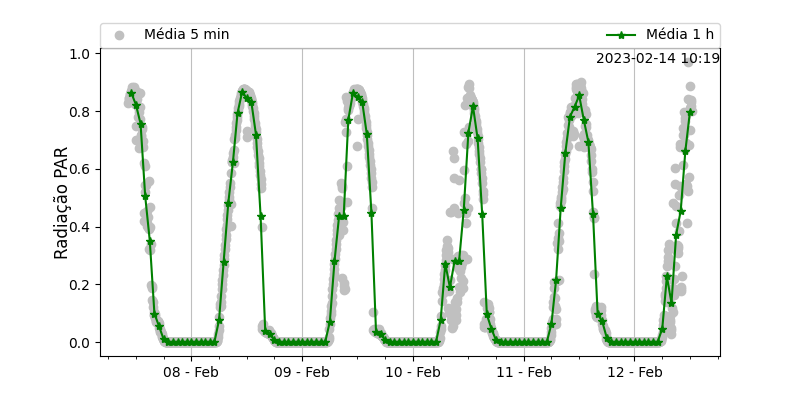 Média 5 min
Média 1 h
2023-02-14 10:19
1.0
0.8
0.6
0.4
0.2
0.0
Radiação PAR
08 - Feb
09 - Feb
10 - Feb
11 - Feb
12 - Feb